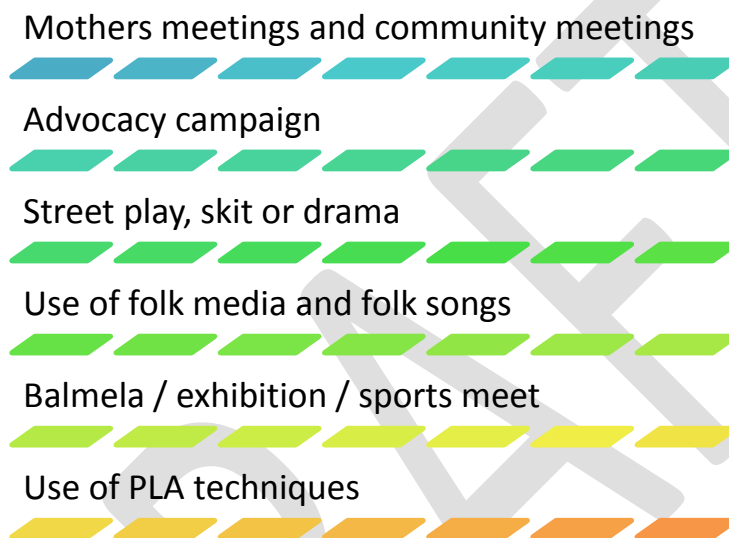 Mothers meetings and community meetings
Advocacy campaign
Street play, skit or drama
Use of folk media and folk songs
Balmela / exhibition / sports meet
Use of PLA techniques